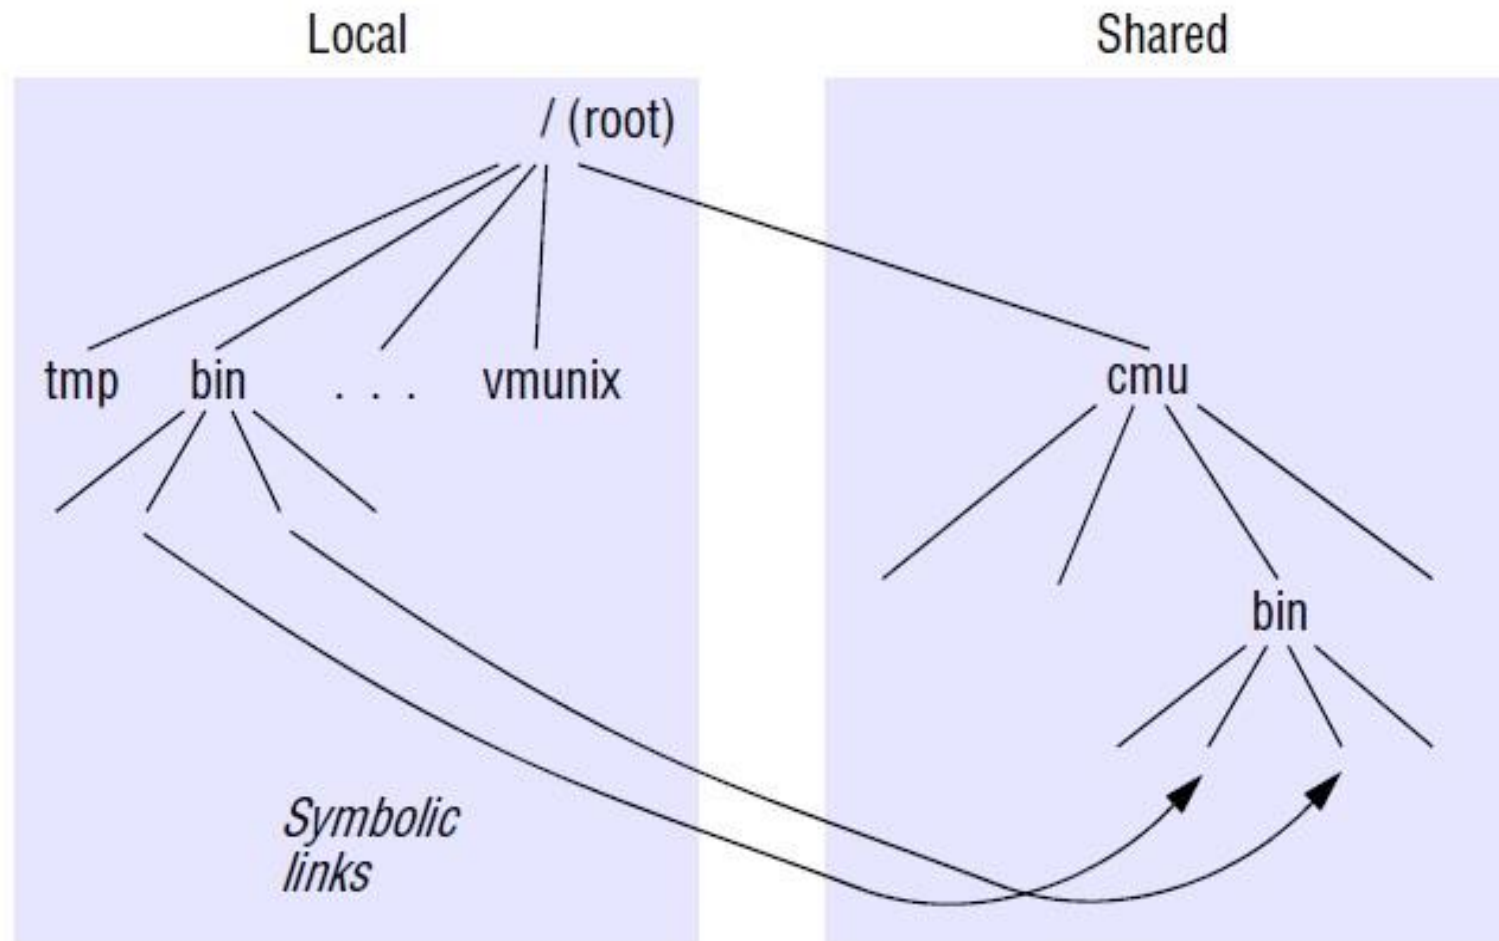 Local
Shared
/ (root)
tmp
bin
. . .
vmunix
cmu
bin
Symbolic
links